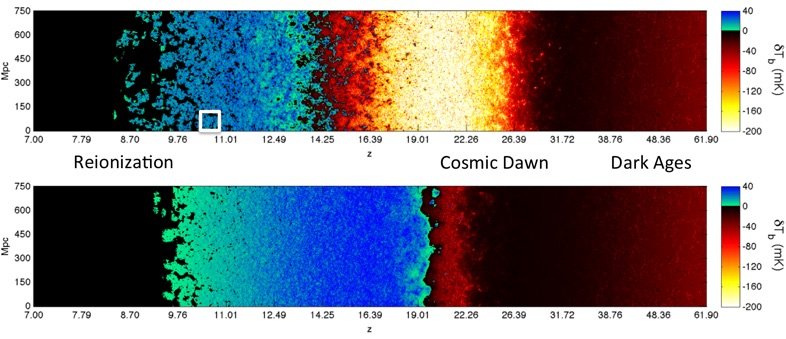 750
600
450
300
150
0
Mpc
7.00 7.79 8.70 9.76 11.01 12.49 14.25 16.39 19.01 22.26 26.39 31.72 38.76 48.36 61.90
z
40
0
-40
-80
-120
-160
-200
δTb (mK)
Reionization Cosmic Dawn Dark Ages
750
600
450
300
150
0
Mpc
7.00 7.79 8.70 9.76 11.01 12.49 14.25 16.39 19.01 22.26 26.39 31.72 38.76 48.36 61.90
z
40
0
-40
-80
-120
-160
-200
δTb (mK)